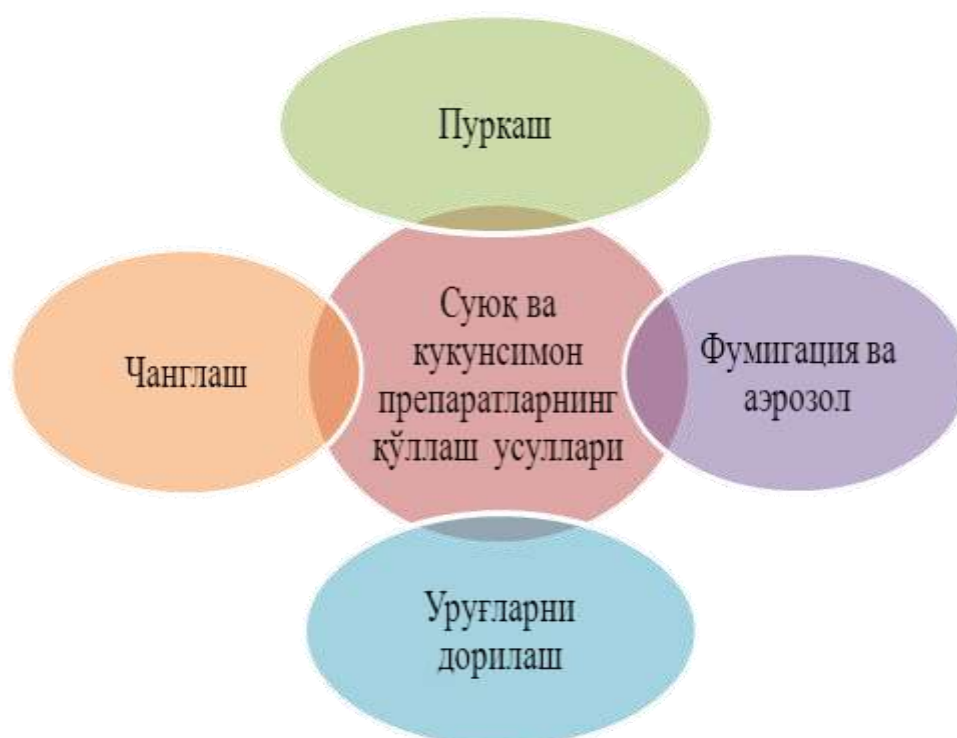 Пуркаш
Чанглаш
Суюқ ва
кукунсимон
препаратларнинг
қўллаш усуллари
Фумигация ва
аэрозол
Уруғларни
дорилаш